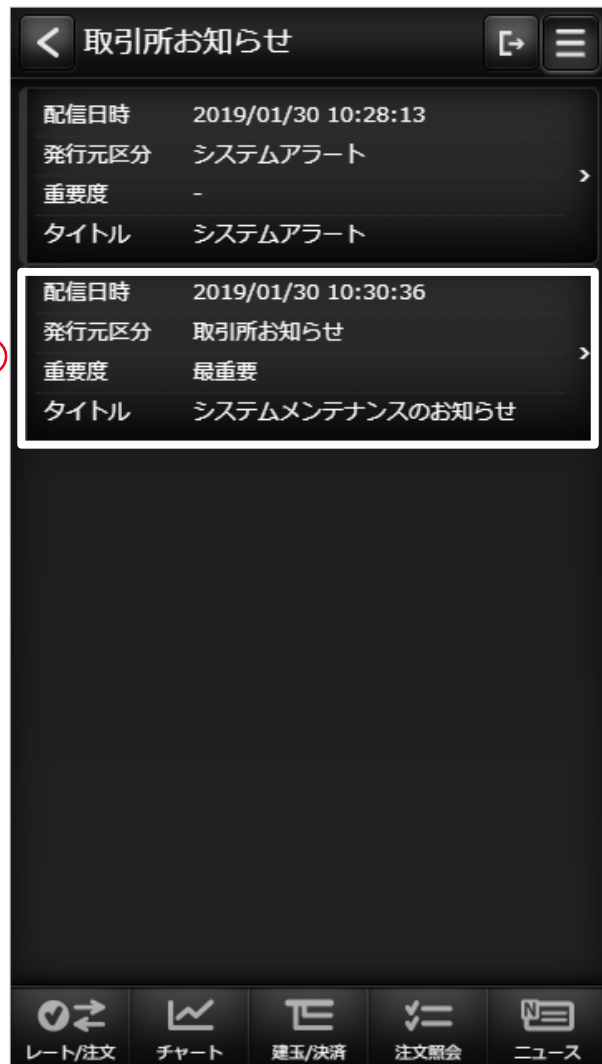 取引所お知らせ
配信日時 2019/01/30 10:28:13
発行元区分 システムアラート
重要度 -
タイトル システムアラート
配信日時 2019/01/30 10:30:36
発行元区分 取引所お知らせ
重要度 最重要
タイトル システムメンテナンスのお知らせ
レート/注文 チャート 建玉/決済 注文照会 ニュース